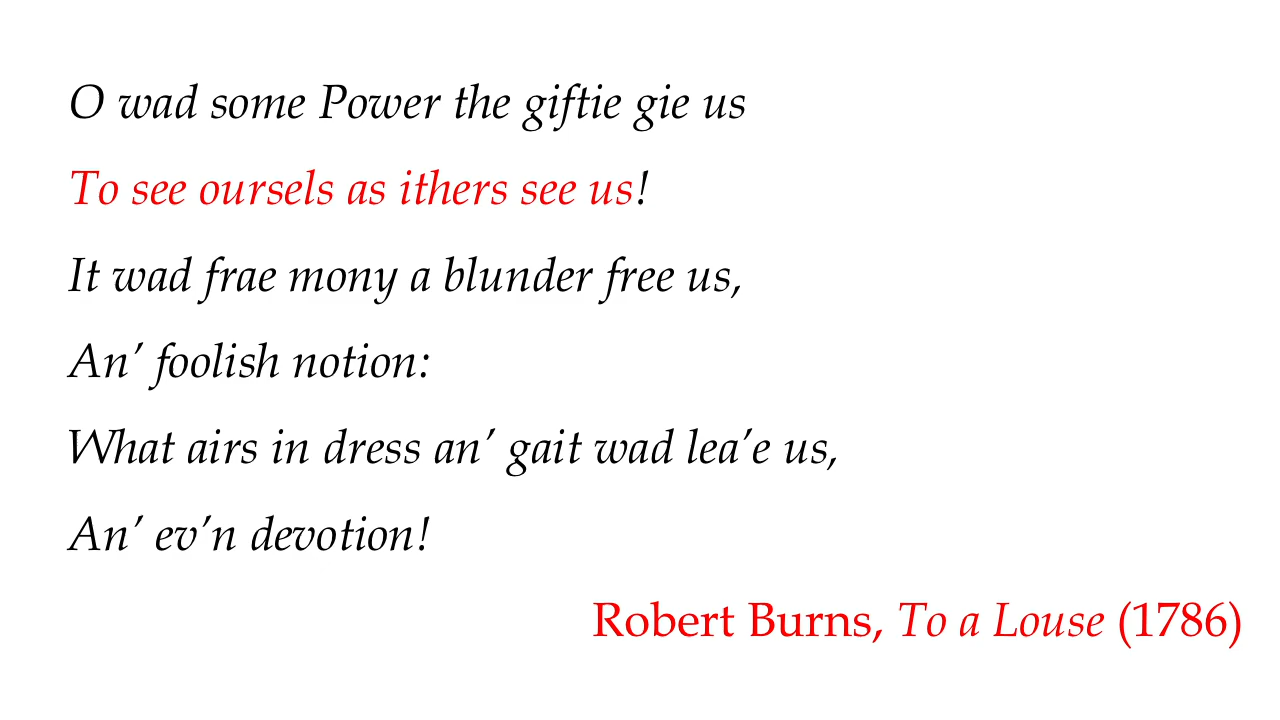 O wad some Power the giftie gie us
To see oursels as ithers see us!
It wad frae mony a blunder free us,
An’ foolish notion:
What airs in dress an’ gait wad lea’e us,
An’ ev’n devotion!
Robert Burns, To a Louse (1786)